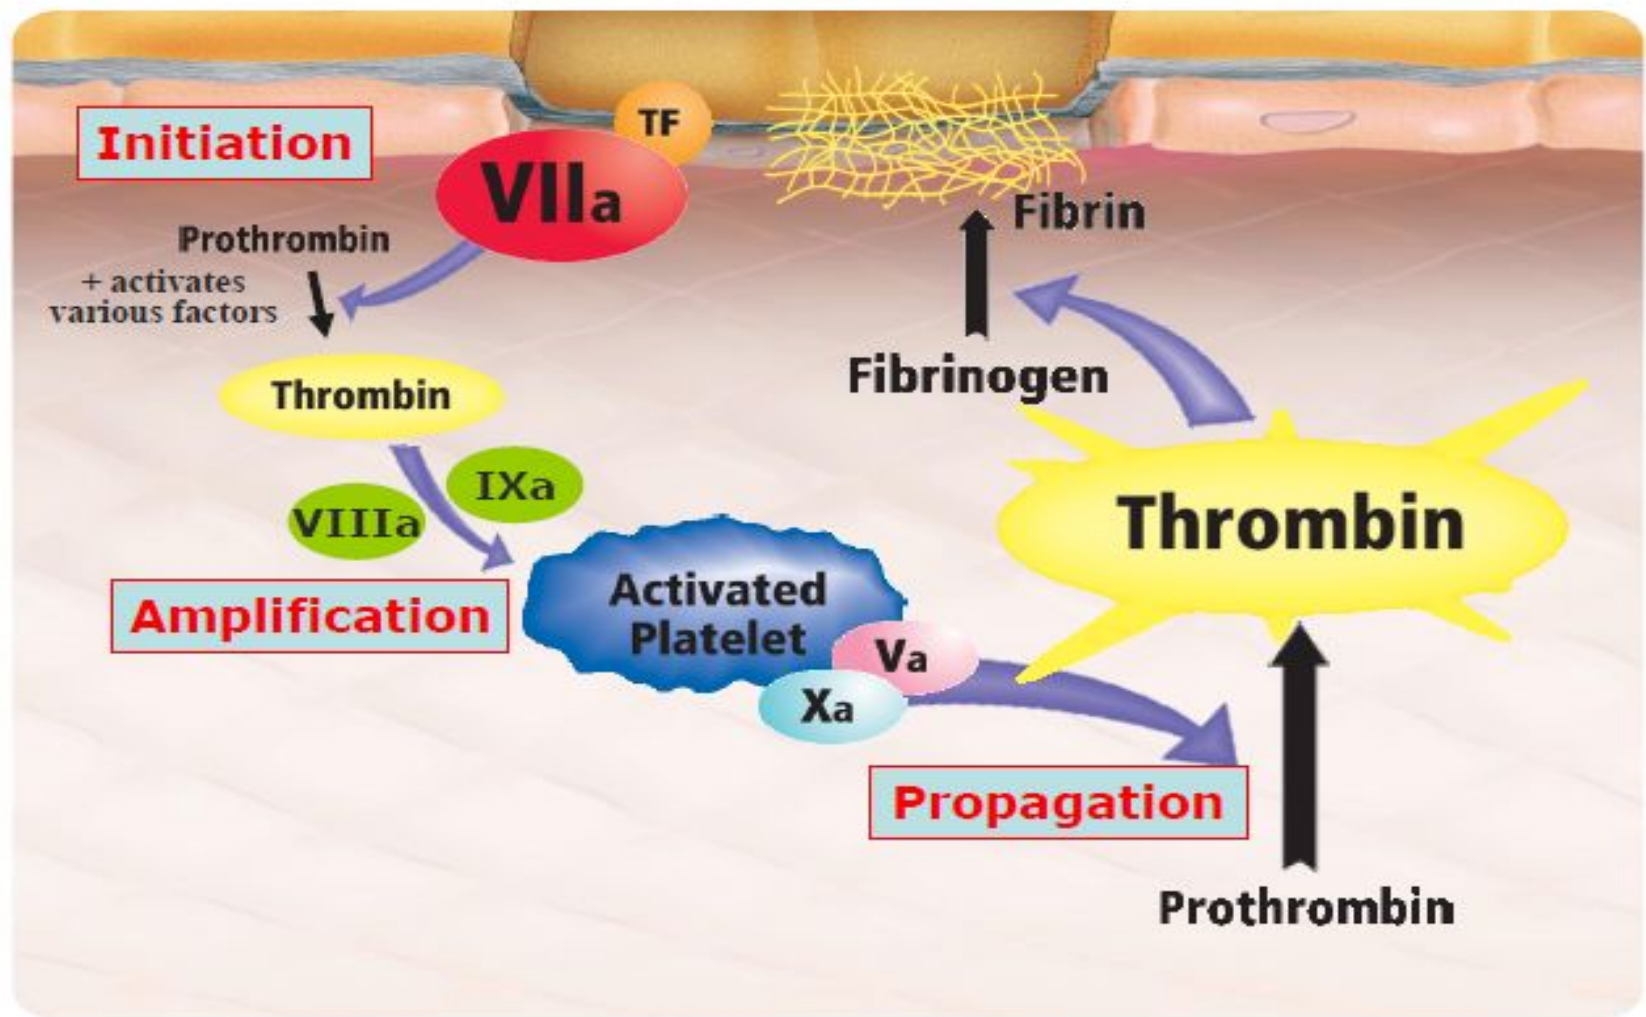 Initiation
TF
VIIa
Prothrombin
+ activates
various factors
Thrombin
IXa
VIIIa
Amplification
Activated
Platelet
Va
Xa
Propagation
Fibrin
Fibrinogen
Thrombin
Prothrombin